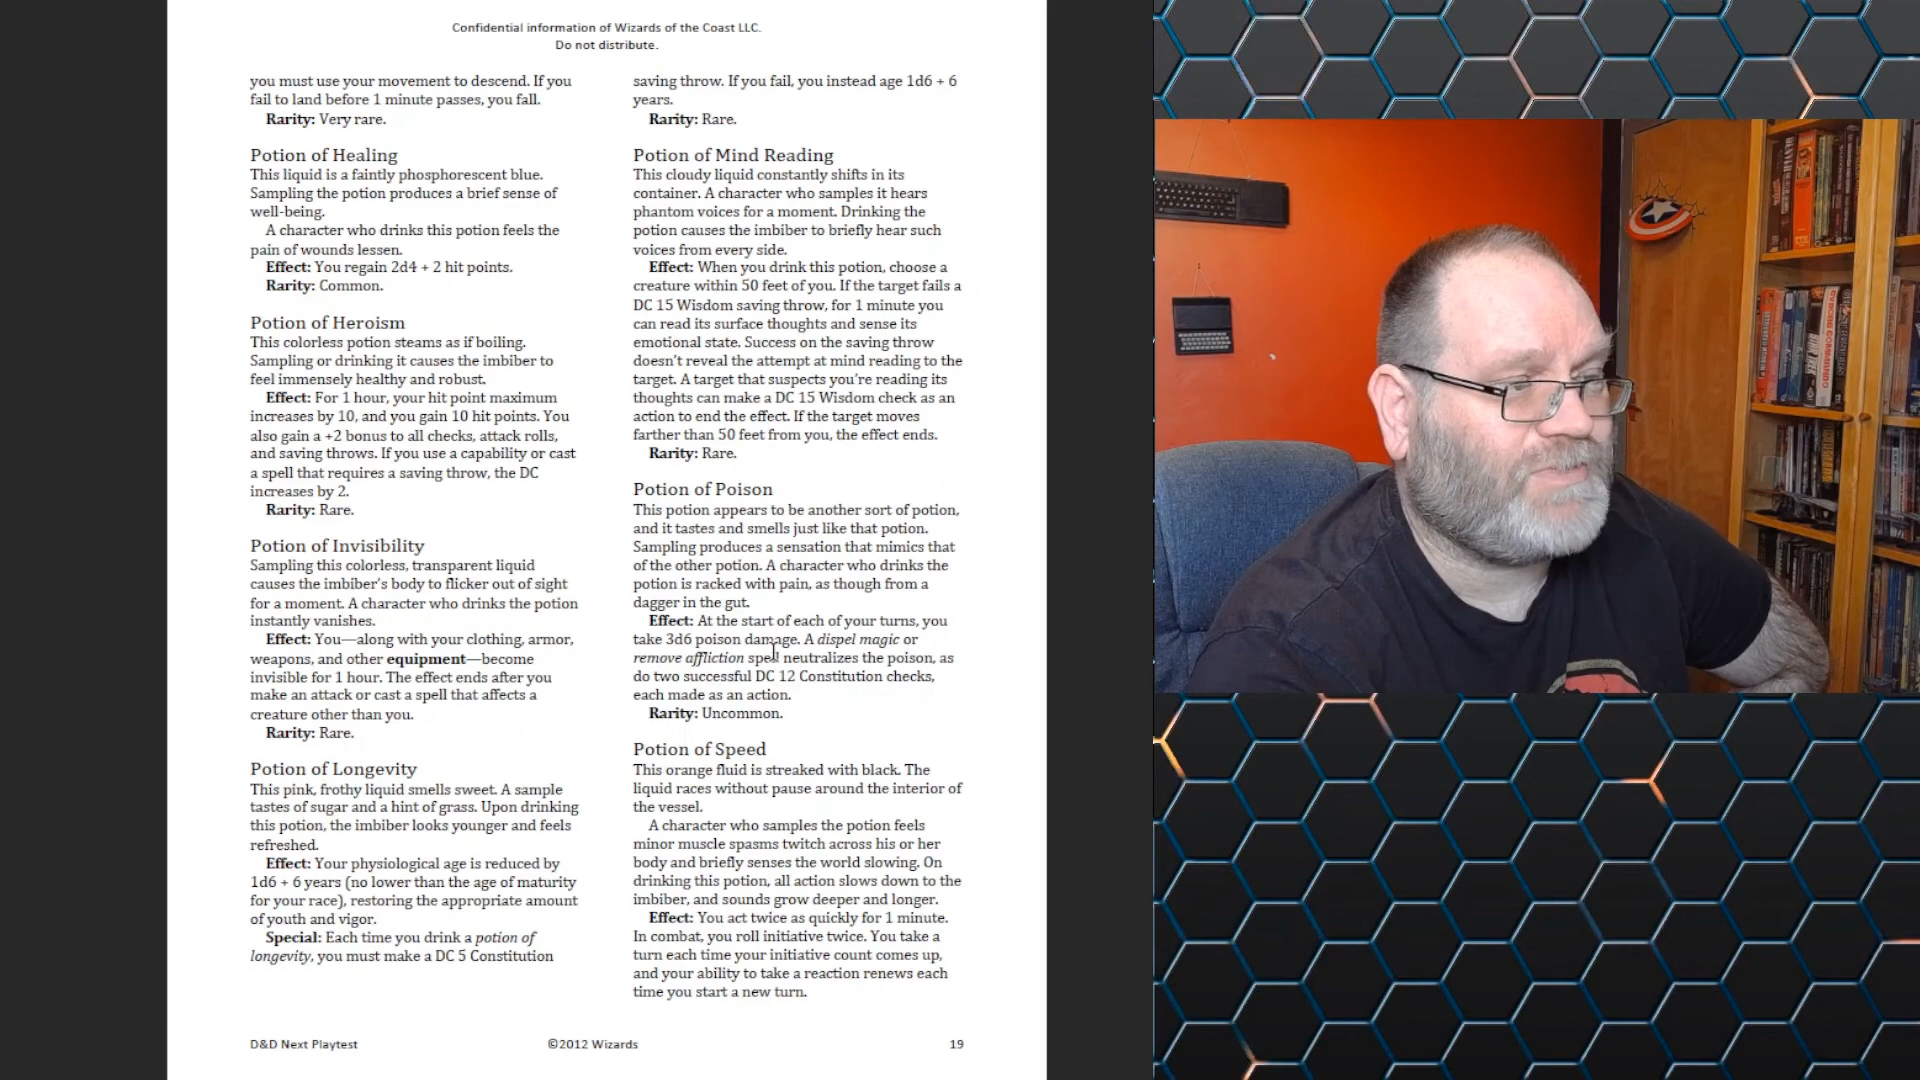 Confidential information of Wizards of the Coast LLC.
Do not distribute.
you must use your movement to descend. If you
fail to land before 1 minute passes, you fall.
Rarity: Very rare.
Potion of Healing
This liquid is a faintly phosphorescent blue.
Sampling the potion produces a brief sense of
well-being.
A character who drinks this potion feels the
pain of wounds lessen.
Effect: You regain 2d4 + 2 hit points.
Rarity: Common.
Potion of Heroism
This colorless potion steams as if boiling.
Sampling or drinking it causes the imbiber to
feel immensely healthy and robust.
Effect: For 1 hour, your hit point maximum
increases by 10, and you gain 10 hit points. You
also gain a +2 bonus to all checks, attack rolls,
and saving throws. If you use a capability or cast
a spell that requires a saving throw, the DC
increases by 2.
Rarity: Rare.
Potion of Invisibility
Sampling this colorless, transparent liquid
causes the imbiber's body to flicker out of sight
for a moment. A character who drinks the potion
instantly vanishes.
Effect: You—along with your clothing, armor,
weapons, and other equipment—become
invisible for 1 hour. The effect ends after you
make an attack or cast a spell that affects a
creature other than you.
Rarity: Rare.
Potion of Longevity
This pink, frothy liquid smells sweet. A sample
tastes of sugar and a hint of grass. Upon drinking
this potion, the imbiber looks younger and feels
refreshed.
Effect: Your physiological age is reduced by
1d6 + 6 years (no lower than the age of maturity
for your race), restoring the appropriate amount
of youth and vigor.
Special: Each time you drink a potion of
longevity, you must make a DC 5 Constitution
saving throw. If you fail, you instead age 1d6 + 6
years.
Rarity: Rare.
Potion of Mind Reading
This cloudy liquid constantly shifts in its
container. A character who samples it hears
phantom voices for a moment. Drinking the
potion causes the imbiber to briefly hear such
voices from every side.
Effect: When you drink this potion, choose a
creature within 50 feet of you. If the target fails a
DC 15 Wisdom saving throw, for 1 minute you
can read its surface thoughts and sense its
emotional state. Success on the saving throw
doesn't reveal the attempt at mind reading to the
target. A target that suspects you're reading its
thoughts can make a DC 15 Wisdom check as an
action to end the effect. If the target moves
farther than 50 feet from you, the effect ends.
Rarity: Rare.
Potion of Poison
This potion appears to be another sort of potion,
and it tastes and smells just like that potion.
Sampling produces a sensation that mimics that
of the other potion. A character who drinks the
potion is racked with pain, as though from a
dagger in the gut.
Effect: At the start of each of your turns, you
take 3d6 poison damage. A dispel magic or
remove affliction spell neutralizes the poison, as
do two successful DC 12 Constitution checks,
each made as an action.
Rarity: Uncommon.
Potion of Speed
This orange fluid is streaked with black. The
liquid races without pause around the interior of
the vessel.
A character who samples the potion feels
minor muscle spasms twitch across his or her
body and briefly senses the world slowing. On
drinking this potion, all action slows down to the
imbiber, and sounds grow deeper and longer.
Effect: You act twice as quickly for 1 minute.
In combat, you roll initiative twice. You take a
turn each time your initiative count comes up,
and your ability to take a reaction renews each
time you start a new turn.
D&D Next Playtest
©2012 Wizards
19